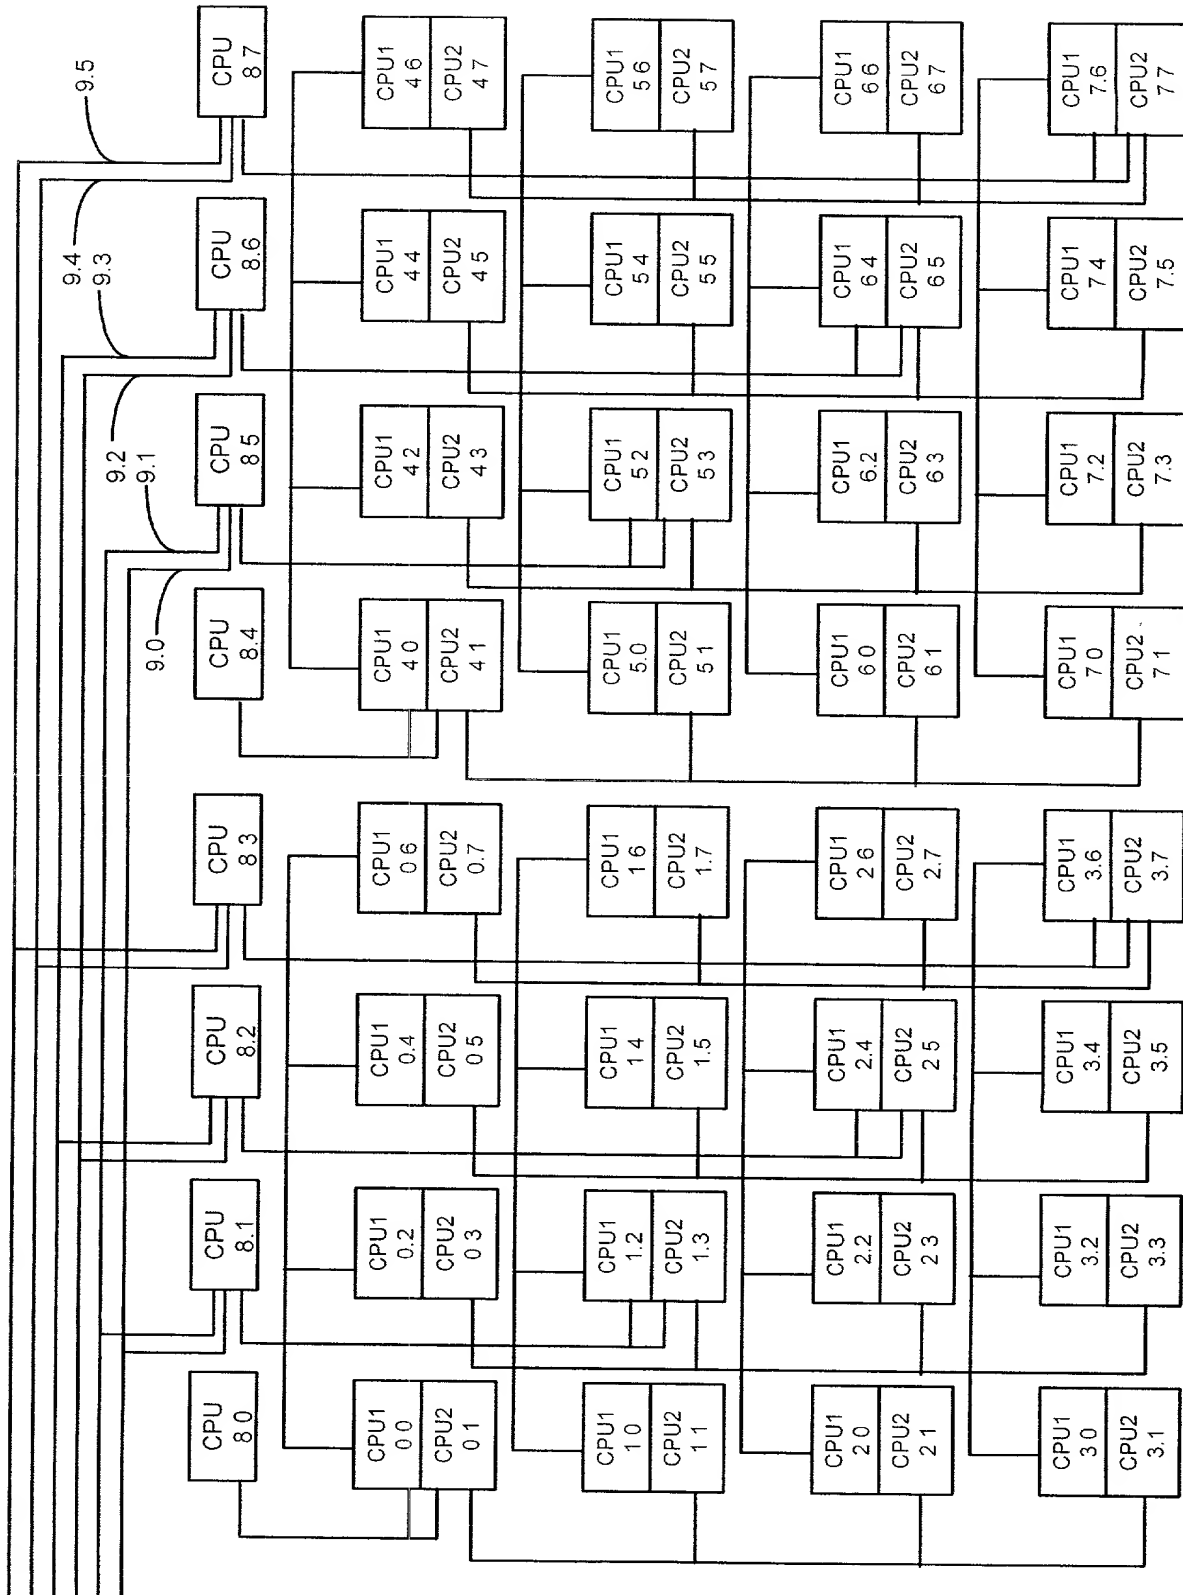 9.0
9.1
9.2
9.3
9.4
9.5
CPU
8 0
CPU
8.1
CPU
8.2
CPU
8 3
CPU
8.4
CPU
8 5
CPU
8.6
CPU
8 7
CPU1
0 0
CPU2
0 1
CPU1
0.2
CPU2
0 3
CPU1
0.4
CPU2
0 5
CPU1
0 6
CPU2
0.7
CPU1
4 0
CPU2
4 1
CPU1
4 2
CPU2
4 3
CPU1
4 4
CPU2
4 5
CPU1
4 6
CPU2
4 7
CPU1
1 0
CPU2
1 1
CPU1
1.2
CPU2
1.3
CPU1
1 4
CPU2
1.5
CPU1
1 6
CPU2
1.7
CPU1
5.0
CPU2
5 1
CPU1
5 2
CPU2
5 3
CPU1
5 4
CPU2
5 5
CPU1
5 6
CPU2
5 7
CPU1
2 0
CPU2
2 1
CPU1
2.2
CPU2
2 3
CPU1
2.4
CPU2
2 5
CPU1
2 6
CPU2
2.7
CPU1
6 0
CPU2
6 1
CPU1
6.2
CPU2
6 3
CPU1
6 4
CPU2
6 5
CPU1
6 6
CPU2
6 7
CPU1
3 0
CPU2
3.1
CPU1
3.2
CPU2
3.3
CPU1
3.4
CPU2
3.5
CPU1
3.6
CPU2
3.7
CPU1
7 0
CPU2
7 1
CPU1
7.2
CPU2
7.3
CPU1
7 4
CPU2
7.5
CPU1
7.6
CPU2
7 7